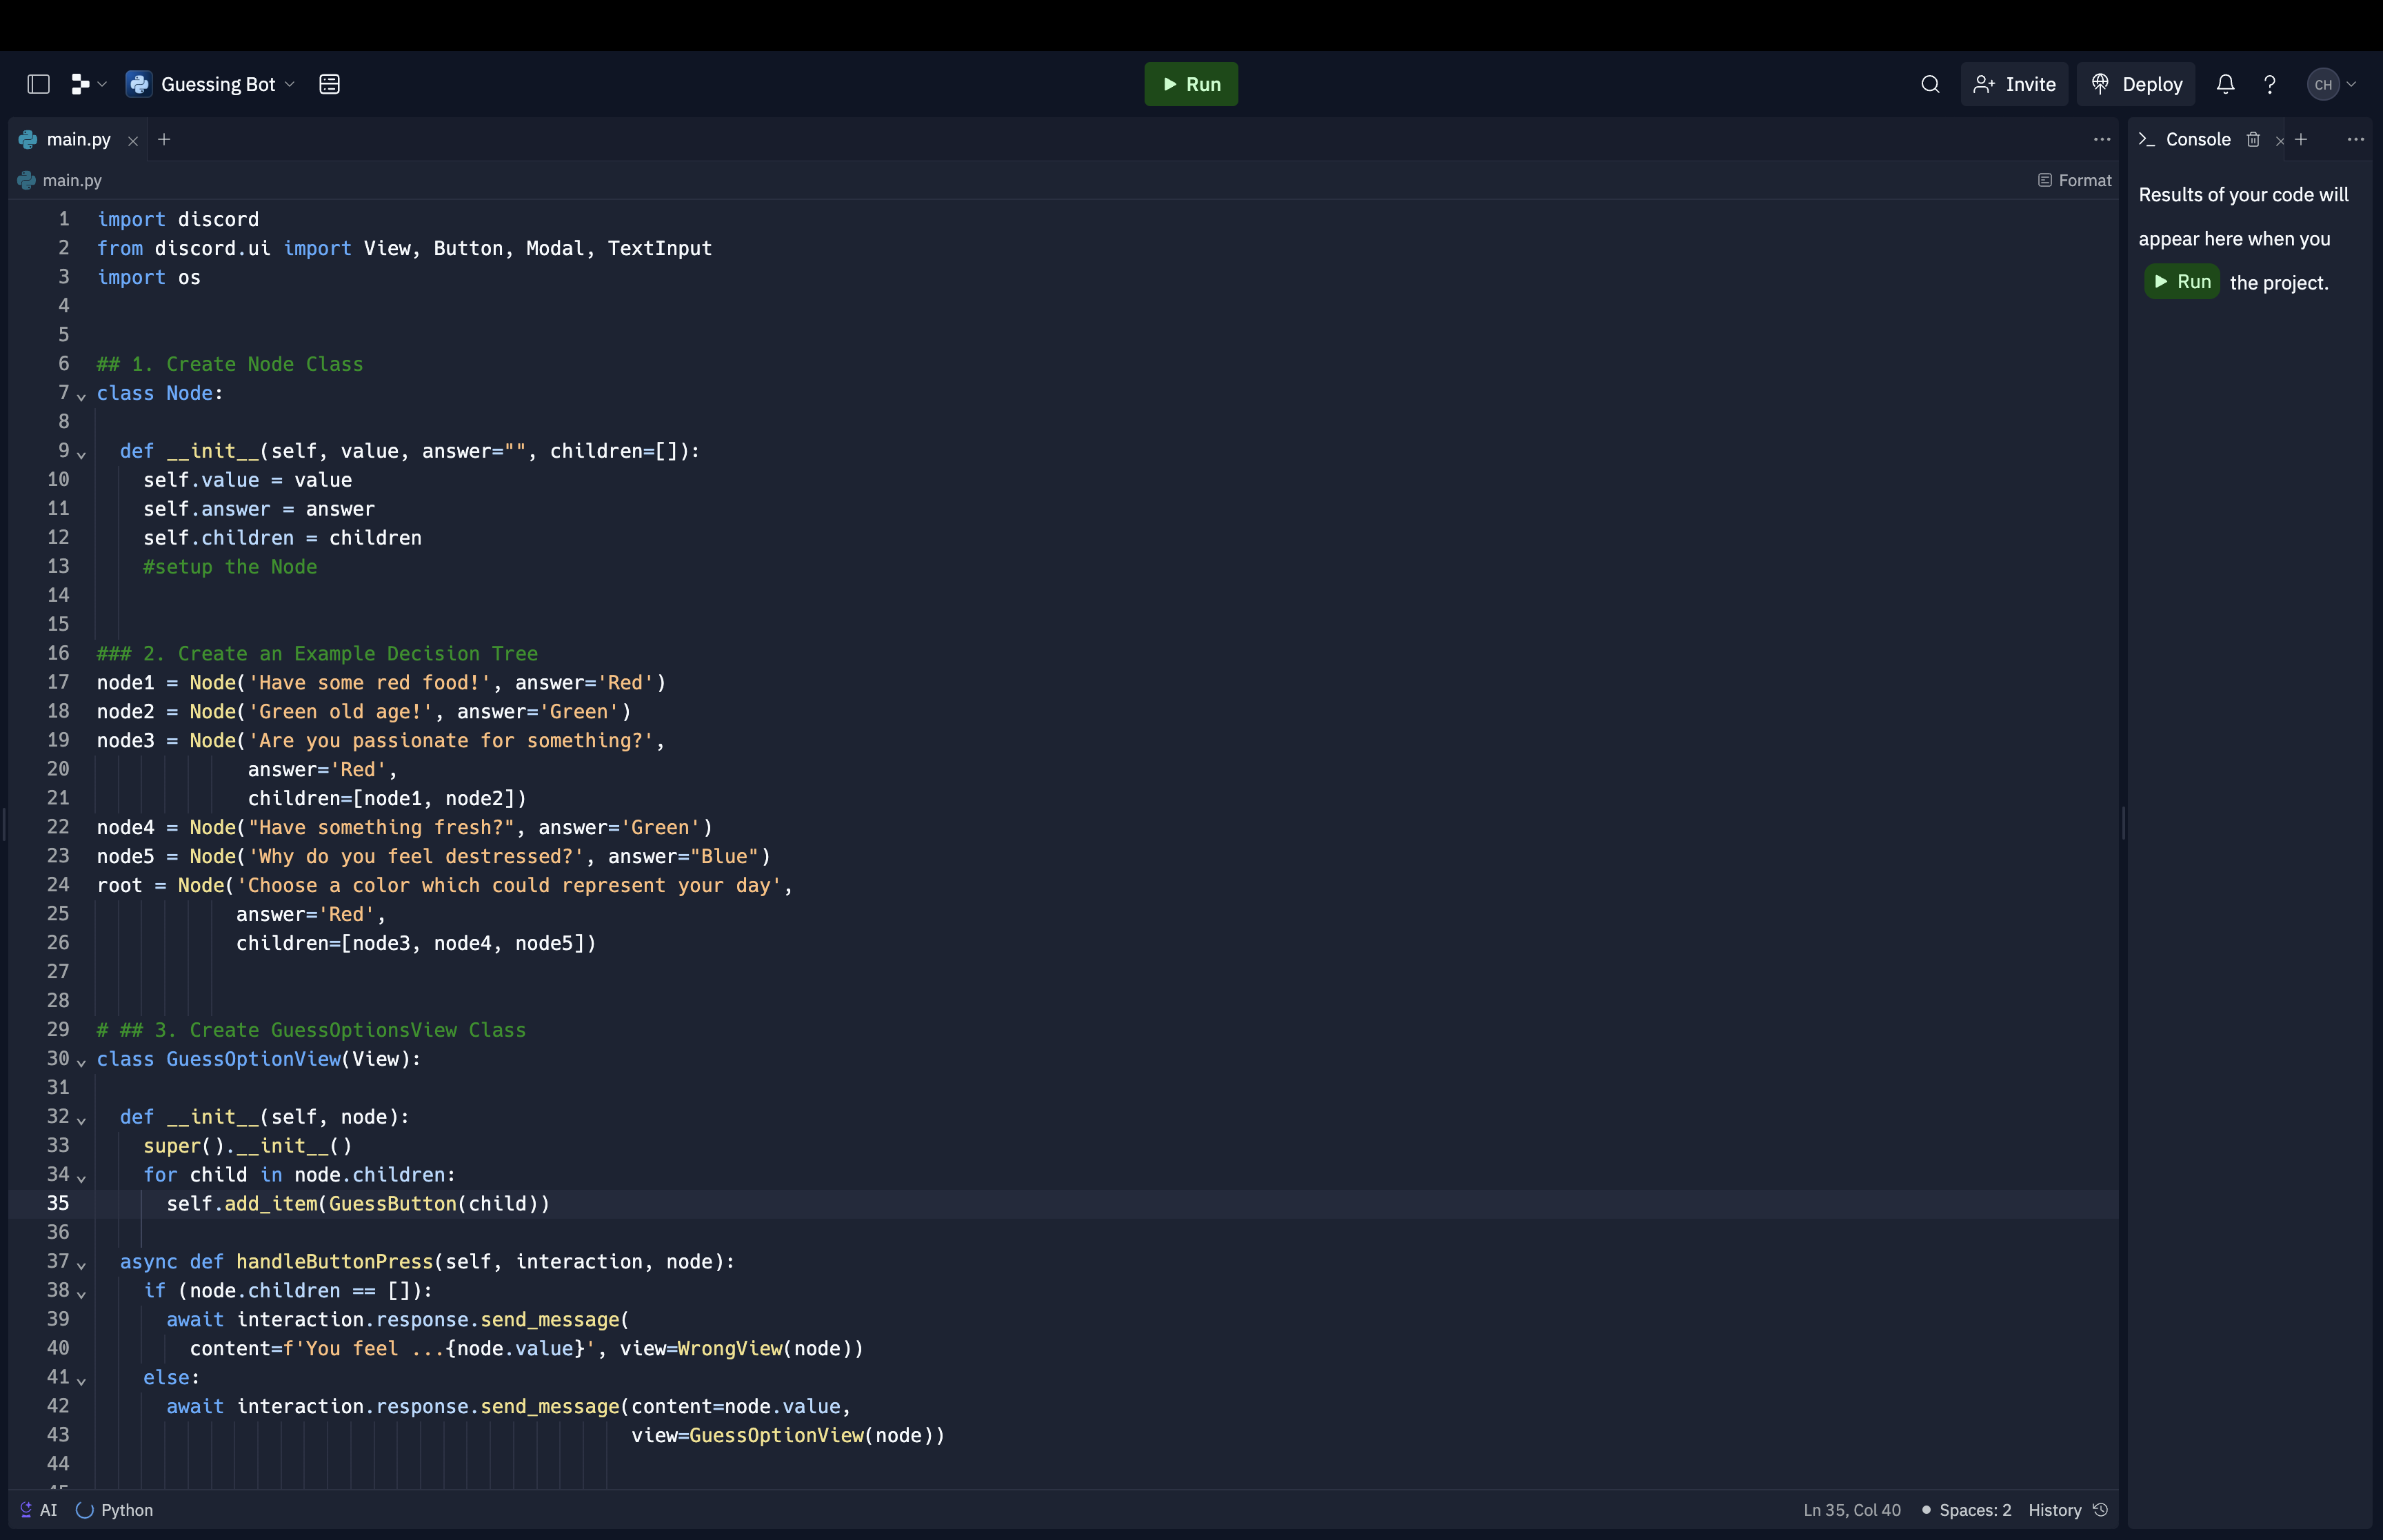 Guessing Bot
Run
Invite
Deploy
CH
main.py
Console
main.py
Format
Results of your code will
appear here when you
Run the project.
1 import discord
2 from discord.ui import View, Button, Modal, TextInput
3 import os
4
5
6 ## 1. Create Node Class
7 class Node:
8
9 def __init__(self, value, answer="", children=[]):
10 self.value = value
11 self.answer = answer
12 self.children = children
13 #setup the Node
14
15
16 ### 2. Create an Example Decision Tree
17 node1 = Node('Have some red food!', answer='Red')
18 node2 = Node('Green old age!', answer='Green')
19 node3 = Node('Are you passionate for something?',
20 answer='Red',
21 children=[node1, node2])
22 node4 = Node("Have something fresh?", answer='Green')
23 node5 = Node('Why do you feel destressed?', answer="Blue")
24 root = Node('Choose a color which could represent your day',
25 answer='Red',
26 children=[node3, node4, node5])
27
28
29 # ## 3. Create GuessOptionsView Class
30 class GuessOptionView(View):
31
32 def __init__(self, node):
33 super().__init__()
34 for child in node.children:
35 self.add_item(GuessButton(child))
36
37 async def handleButtonPress(self, interaction, node):
38 if (node.children == []):
39 await interaction.response.send_message(
40 content=f'You feel ...{node.value}', view=WrongView(node))
41 else:
42 await interaction.response.send_message(content=node.value,
43 view=GuessOptionView(node))
44
AI
Python
Ln 35, Col 40
Spaces: 2
History